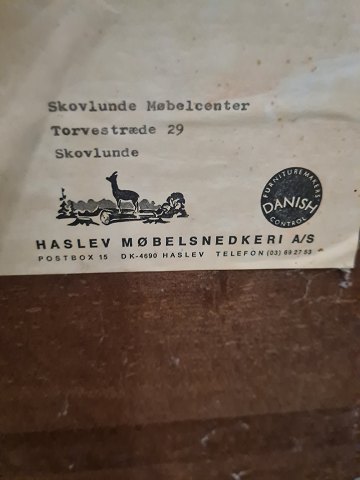 Skovlunde Møbelcenter
Torvestræde 29
Skovlunde
FURNITUREMAKERS
DANISH
CONTROL
HASLEV MØBELSNEDKERI A/S
POSTBOX 15 DK-4690 HASLEV TELEFON (03) 69 27 53